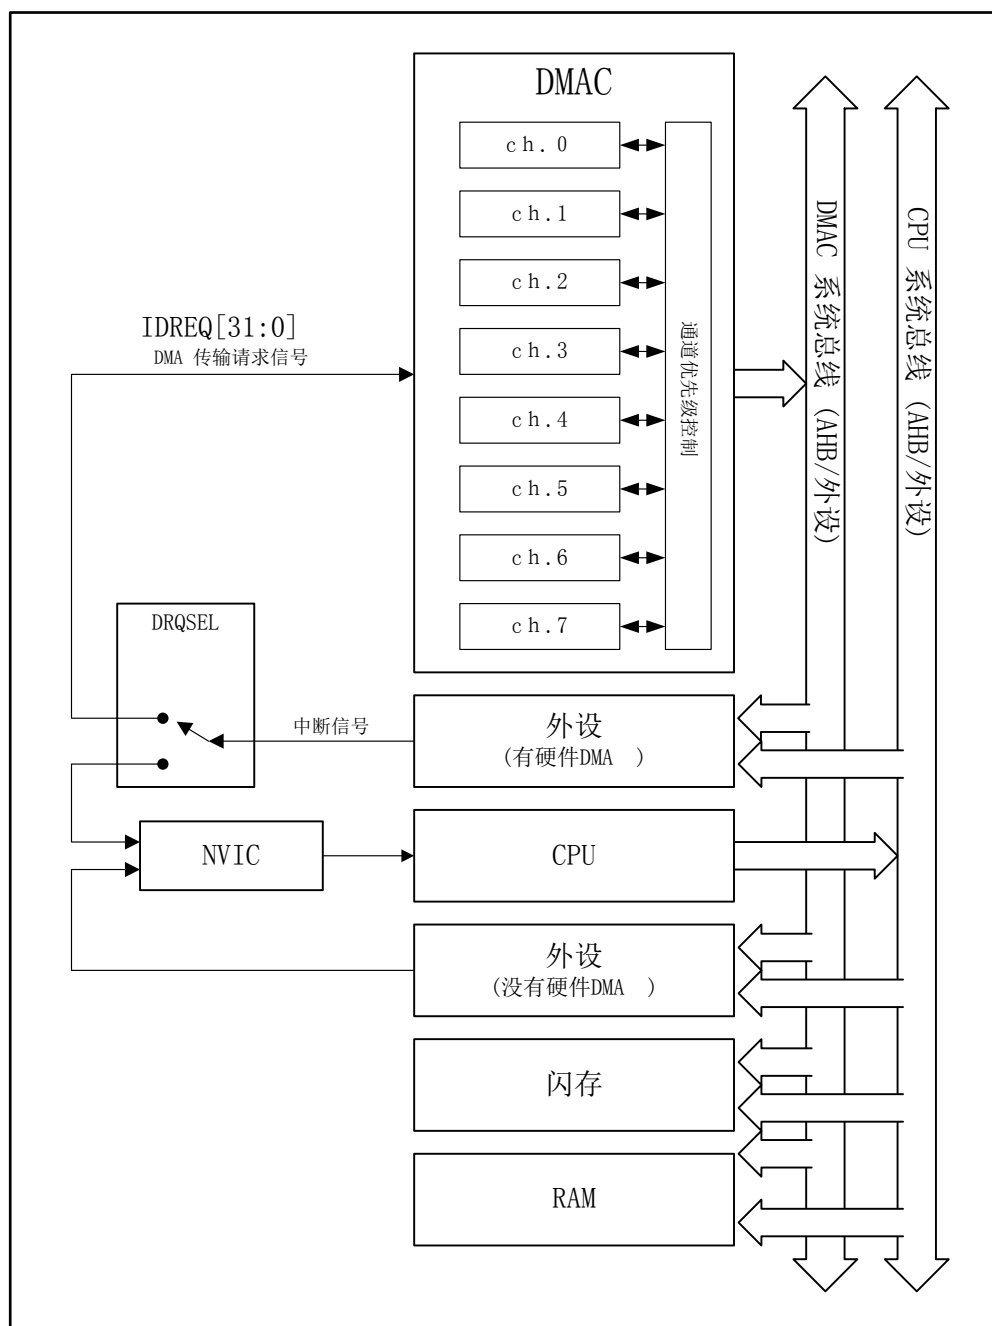 DMAC
ch.0
ch.1
ch.2
ch.3
ch.4
ch.5
ch.6
ch.7
通道优先级控制
DMAC 系统总线 (AHB/外设)
CPU 系统总线 (AHB/外设)
IDREQ[31:0]
DMA 传输请求信号
DRQSEL
中断信号
外设
(有硬件DMA )
NVIC
CPU
外设
(没有硬件DMA )
闪存
RAM